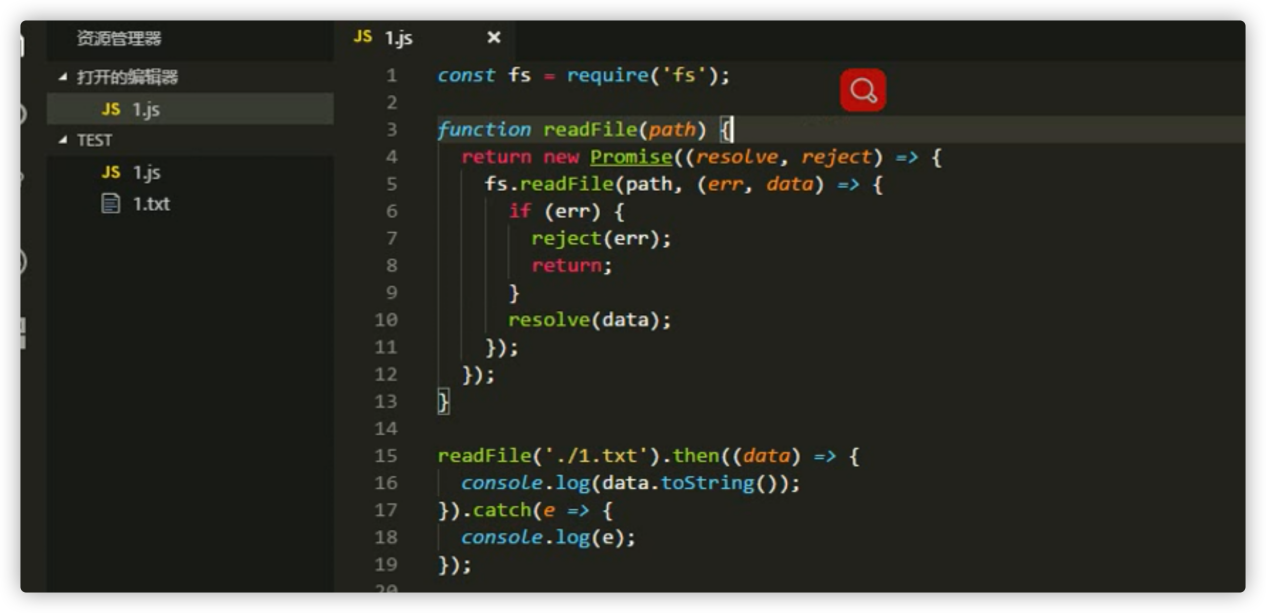 资源管理器
打开的编辑器
JS 1.js
TEST
JS 1.js
1.txt
JS 1.js ×
1 const fs = require('fs');
2
3 function readFile(path) {
4 return new Promise((resolve, reject) => {
5 fs.readFile(path, (err, data) => {
6 if (err) {
7 reject(err);
8 return;
9 }
10 resolve(data);
11 });
12 });
13 }
14
15 readFile('./1.txt').then((data) => {
16 console.log(data.toString());
17 }).catch(e => {
18 console.log(e);
19 });
20